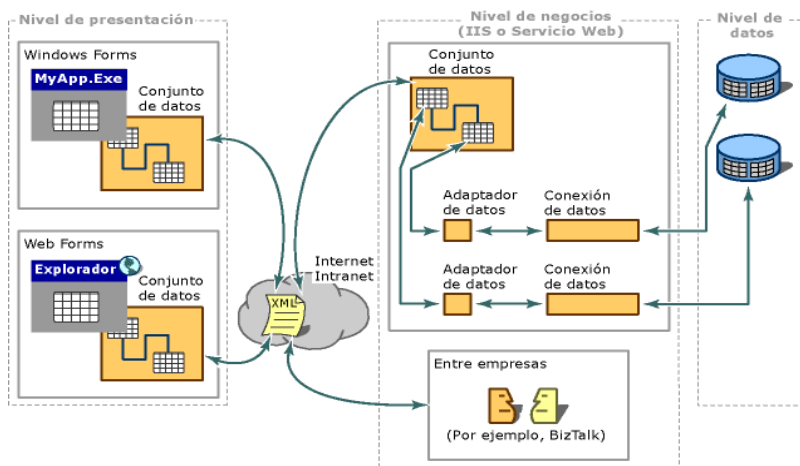 Nivel de presentación
Windows Forms
MyApp.Exe
Conjunto
de datos
Web Forms
Explorador
Conjunto
de datos
Internet
Intranet
XML
Nivel de negocios
(IIS o Servicio Web)
Conjunto
de datos
Adaptador
de datos
Conexión
de datos
Adaptador
de datos
Conexión
de datos
Entre empresas
(Por ejemplo, BizTalk)
Nivel de
datos